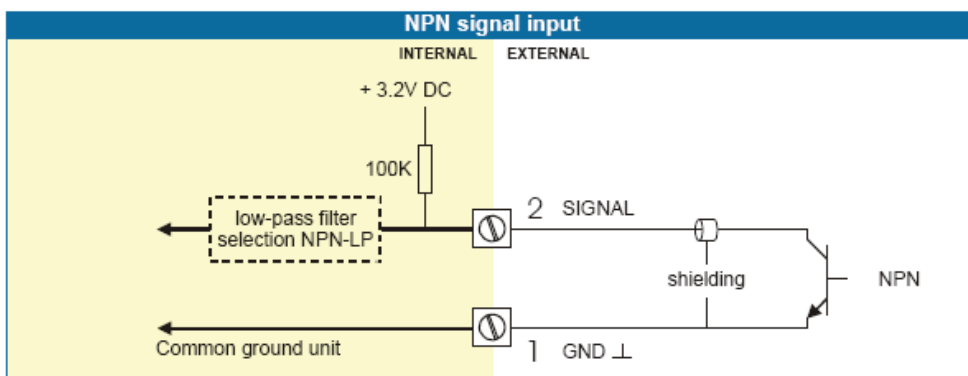 NPN signal input
INTERNAL EXTERNAL
+ 3.2V DC
100K
low-pass filter
selection NPN-LP
2 SIGNAL
shielding
NPN
Common ground unit
1 GND ⊥